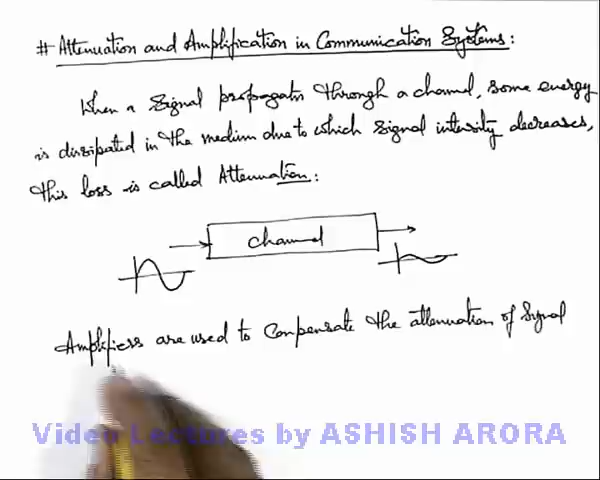 # Attenuation and Amplification in Communication Systems:
When a signal propagates through a channel, some energy
is dissipated in the medium due to which signal intensity decreases,
this loss is called Attenuation:
channel
Amplifiers are used to compensate the attenuation of Signal
Video Lectures by ASHISH ARORA